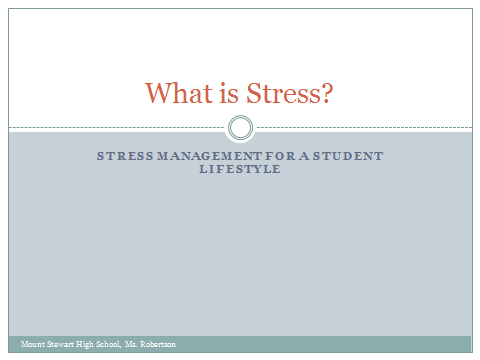 What is Stress?
STRESS MANAGEMENT FOR A STUDENT
LIFESTYLE
Mount Stewart High School, Ms. Robertson